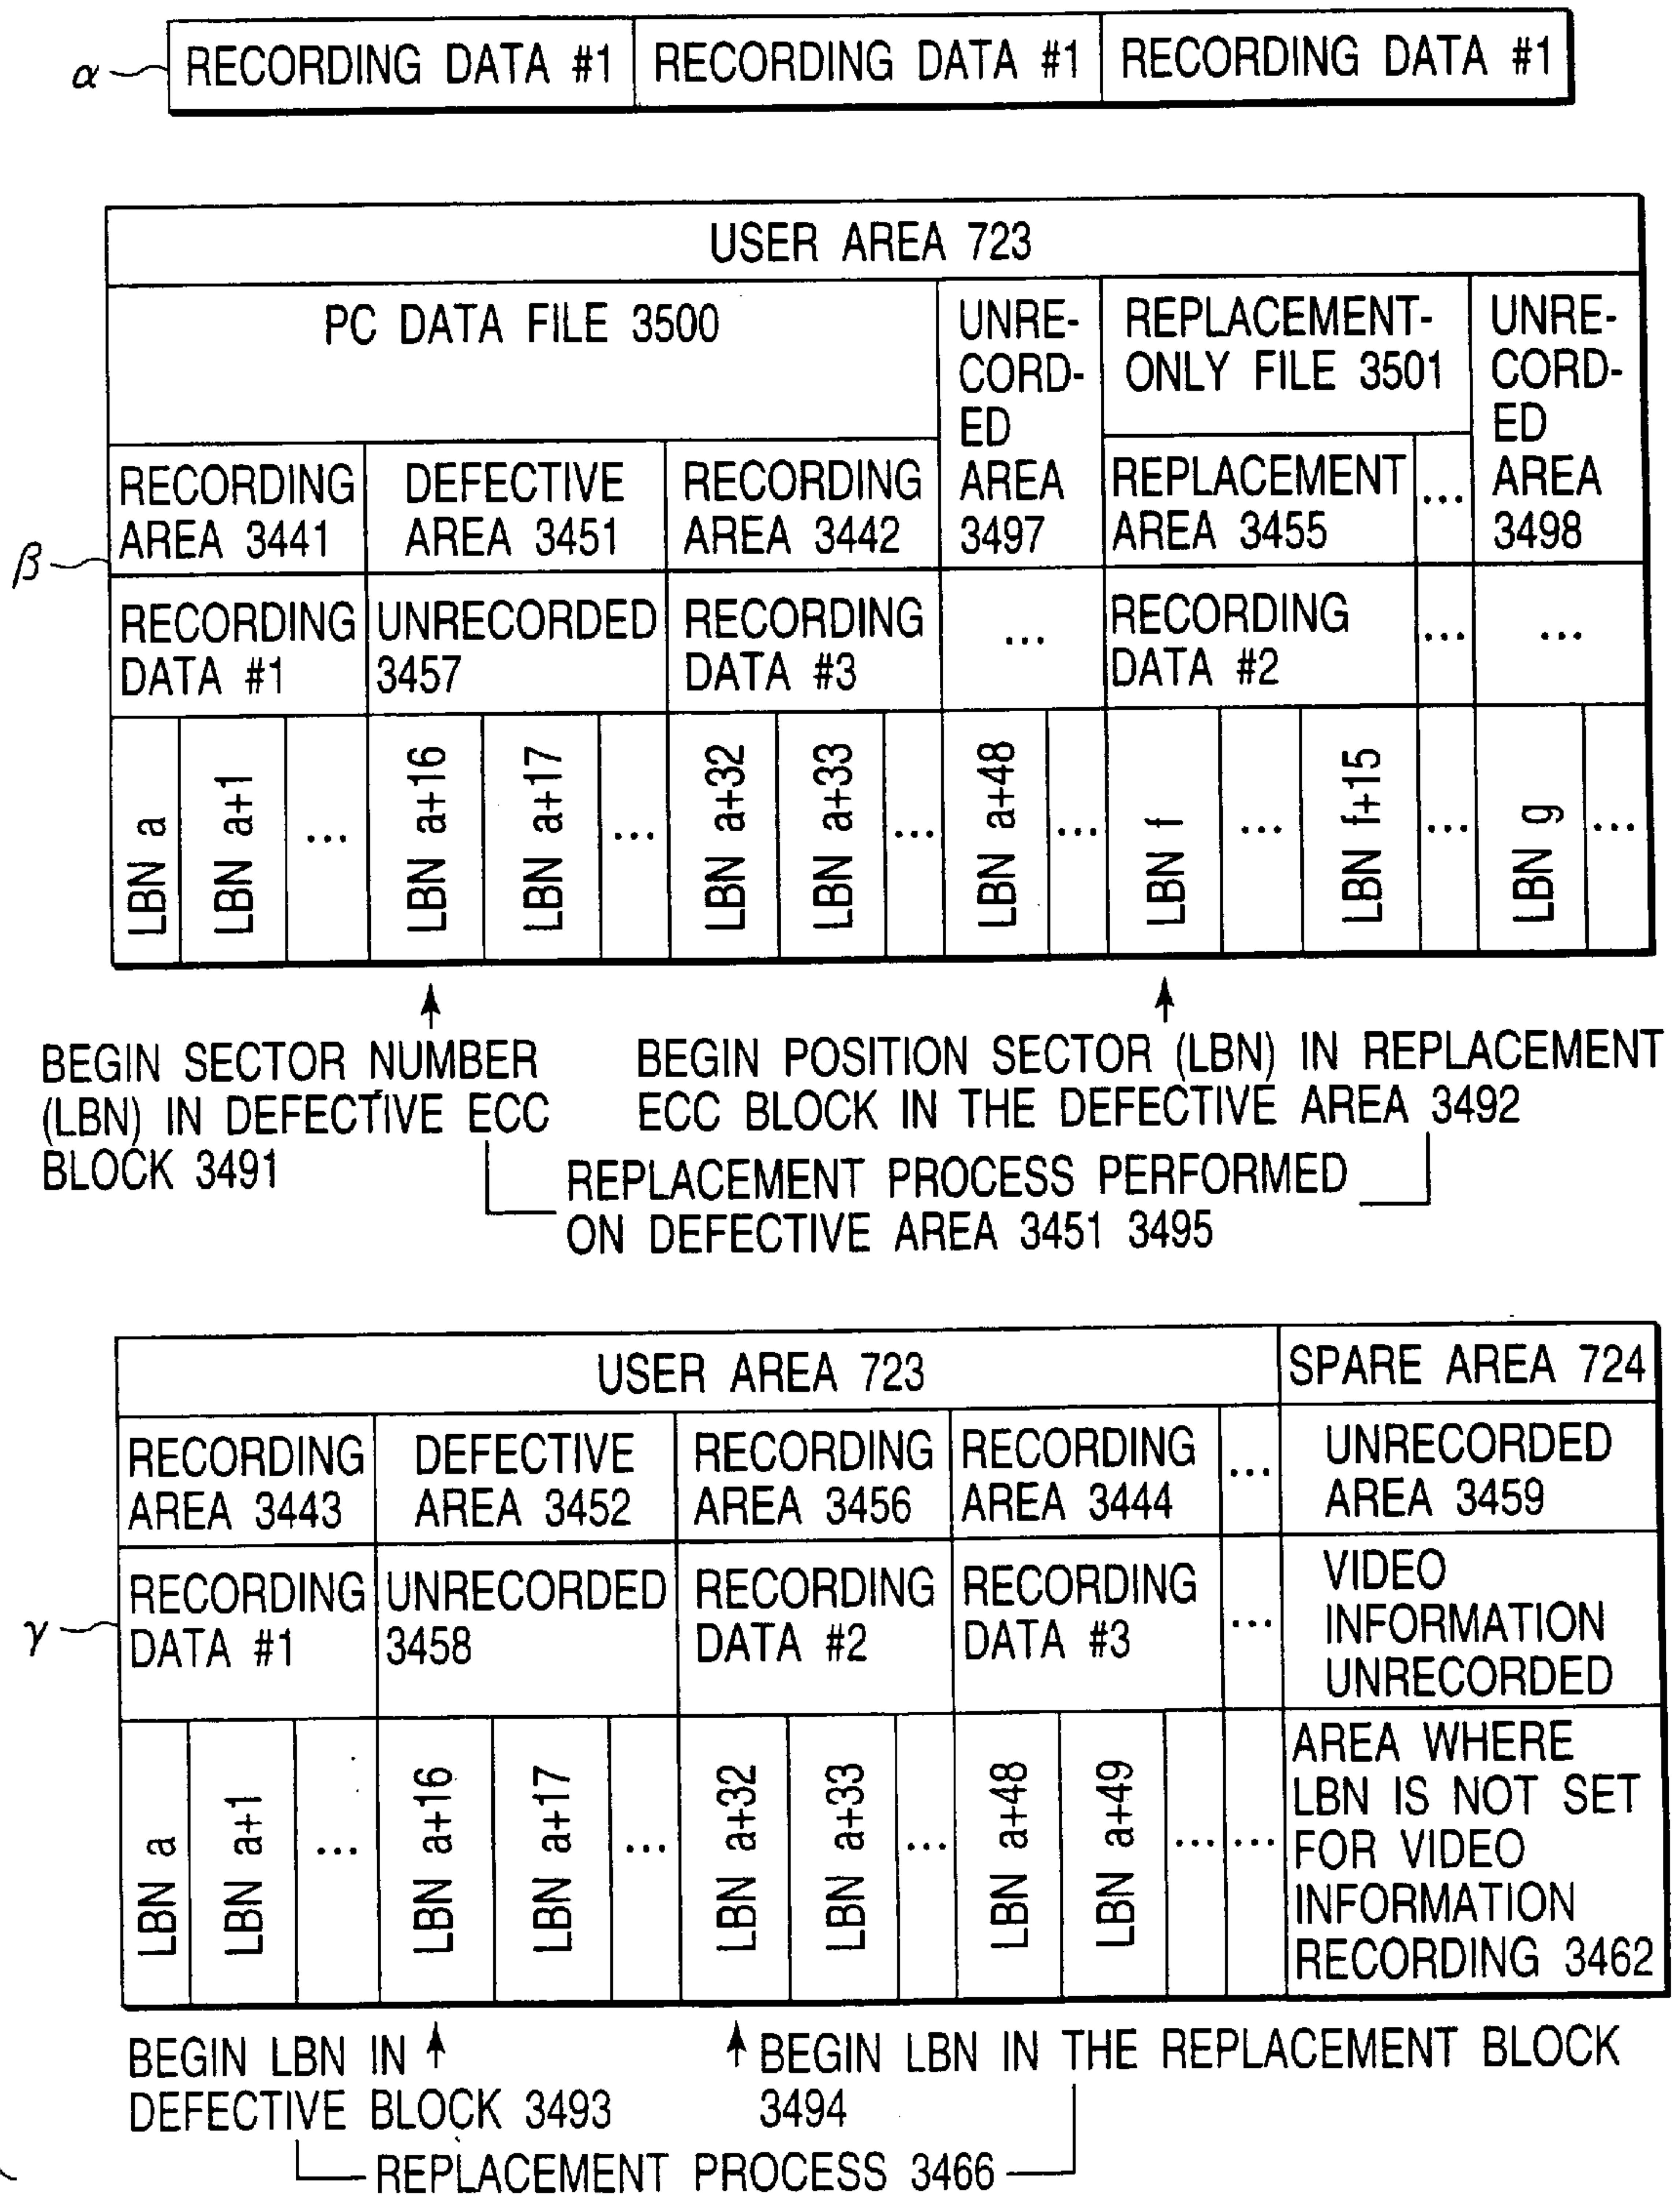 α
RECORDING DATA #1
RECORDING DATA #1
RECORDING DATA #1
USER AREA 723
PC DATA FILE 3500
UNRE-
CORD-
ED
AREA
3497
REPLACEMENT-
ONLY FILE 3501
UNRE-
CORD-
ED
AREA
3498
RECORDING
AREA 3441
DEFECTIVE
AREA 3451
RECORDING
AREA 3442
REPLACEMENT
AREA 3455
...
β
RECORDING
DATA #1
UNRECORDED
3457
RECORDING
DATA #3
...
RECORDING
DATA #2
...
...
LBN a
LBN a+1
...
LBN a+16
LBN a+17
...
LBN a+32
LBN a+33
...
LBN a+48
...
LBN f
...
LBN f+15
...
LBN g
...
BEGIN SECTOR NUMBER
(LBN) IN DEFECTIVE ECC
BLOCK 3491
BEGIN POSITION SECTOR (LBN) IN REPLACEMENT
ECC BLOCK IN THE DEFECTIVE AREA 3492
REPLACEMENT PROCESS PERFORMED
ON DEFECTIVE AREA 3451 3495
USER AREA 723
SPARE AREA 724
RECORDING
AREA 3443
DEFECTIVE
AREA 3452
RECORDING
AREA 3456
RECORDING
AREA 3444
...
UNRECORDED
AREA 3459
γ
RECORDING
DATA #1
UNRECORDED
3458
RECORDING
DATA #2
RECORDING
DATA #3
...
VIDEO
INFORMATION
UNRECORDED
LBN a
LBN a+1
...
LBN a+16
LBN a+17
...
LBN a+32
LBN a+33
...
LBN a+48
LBN a+49
...
...
AREA WHERE
LBN IS NOT SET
FOR VIDEO
INFORMATION
RECORDING 3462
BEGIN LBN IN
DEFECTIVE BLOCK 3493
BEGIN LBN IN THE REPLACEMENT BLOCK
3494
REPLACEMENT PROCESS 3466